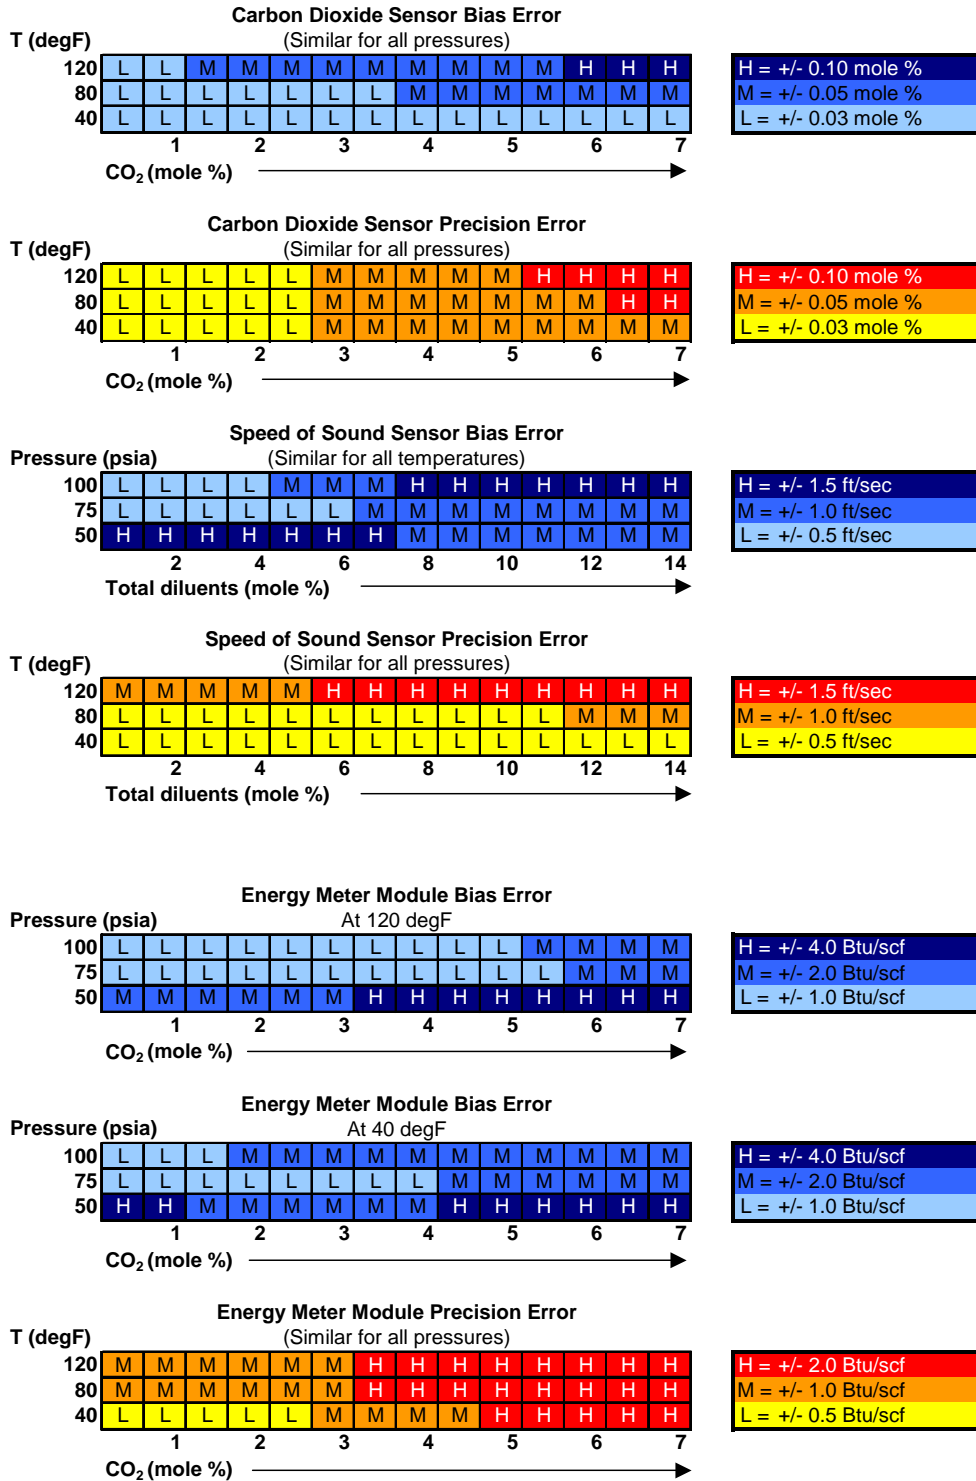 Carbon Dioxide Sensor Bias Error
T (degF) (Similar for all pressures)
120 L L M M M M M M M M M H H H H = +/- 0.10 mole %
80 L L L L L L L M M M M M M M M = +/- 0.05 mole %
40 L L L L L L L L L L L L L L L = +/- 0.03 mole %
1 2 3 4 5 6 7
CO2 (mole %)
Carbon Dioxide Sensor Precision Error
T (degF) (Similar for all pressures)
120 L L L L L M M M M M H H H H H = +/- 0.10 mole %
80 L L L L L M M M M M M M H H M = +/- 0.05 mole %
40 L L L L L M M M M M M M M M L = +/- 0.03 mole %
1 2 3 4 5 6 7
CO2 (mole %)
Speed of Sound Sensor Bias Error
Pressure (psia) (Similar for all temperatures)
100 L L L L M M M H H H H H H H H = +/- 1.5 ft/sec
75 L L L L L L M M M M M M M M M = +/- 1.0 ft/sec
50 H H H H H H H M M M M M M M L = +/- 0.5 ft/sec
2 4 6 8 10 12 14
Total diluents (mole %)
Speed of Sound Sensor Precision Error
T (degF) (Similar for all pressures)
120 M M M M M H H H H H H H H H H = +/- 1.5 ft/sec
80 L L L L L L L L L L L M M M M = +/- 1.0 ft/sec
40 L L L L L L L L L L L L L L L = +/- 0.5 ft/sec
2 4 6 8 10 12 14
Total diluents (mole %)
Energy Meter Module Bias Error
Pressure (psia) At 120 degF
100 L L L L L L L L L L M M M M H = +/- 4.0 Btu/scf
75 L L L L L L L L L L L M M M M = +/- 2.0 Btu/scf
50 M M M M M M H H H H H H H H L = +/- 1.0 Btu/scf
1 2 3 4 5 6 7
CO2 (mole %)
Energy Meter Module Bias Error
Pressure (psia) At 40 degF
100 L L L M M M M M M M M M M M H = +/- 4.0 Btu/scf
75 L L L L L L L L M M M M M M M = +/- 2.0 Btu/scf
50 H H M M M M M M H H H H H H L = +/- 1.0 Btu/scf
1 2 3 4 5 6 7
CO2 (mole %)
Energy Meter Module Precision Error
T (degF) (Similar for all pressures)
120 M M M M M M H H H H H H H H H = +/- 2.0 Btu/scf
80 M M M M M M H H H H H H H H M = +/- 1.0 Btu/scf
40 L L L L L M M M M H H H H H L = +/- 0.5 Btu/scf
1 2 3 4 5 6 7
CO2 (mole %)